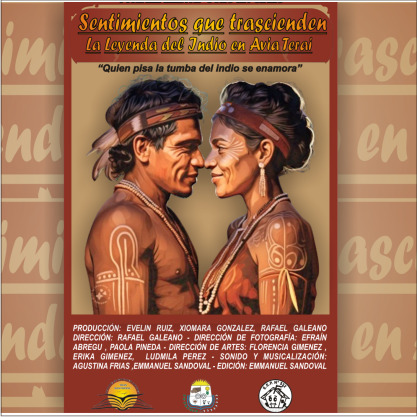 Sentimientos que trascienden
La Leyenda del Indio en Avia Terai
“Quien pisa la tumba del indio se enamora”
PRODUCCIÓN: EVELIN RUIZ, XIOMARA GONZALEZ, RAFAEL GALEANO
DIRECCIÓN: RAFAEL GALEANO - DIRECCIÓN DE FOTOGRAFÍA: EFRAÍN
ABREGU , PAOLA PINEDA - DIRECCIÓN DE ARTES: FLORENCIA GIMENEZ ,
ERIKA GIMENEZ, LUDMILA PEREZ - SONIDO Y MUSICALIZACIÓN:
AGUSTINA FRIAS ,EMMANUEL SANDOVAL - EDICIÓN: EMMANUEL SANDOVAL